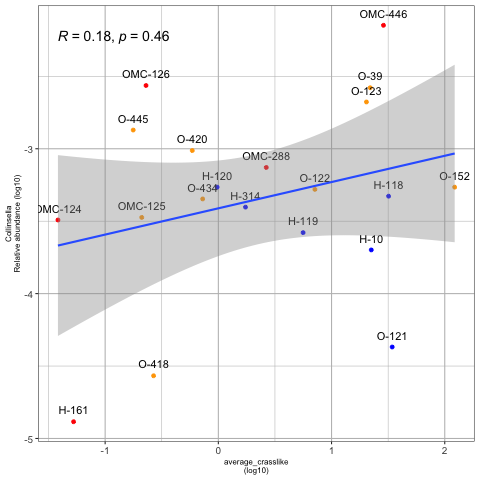 R = 0.18, p = 0.46
OMC-446
OMC-126
O-39
O-123
O-445
O-420
-3
OMC-288
H-120
O-122
O-152
O-434
H-118
OMC-124
OMC-125
H-314
H-119
H-10
-4
O-121
O-418
H-161
-5
-1
0
1
2
average_crasslike
(log10)
Collinsella
Relative abundance (log10)